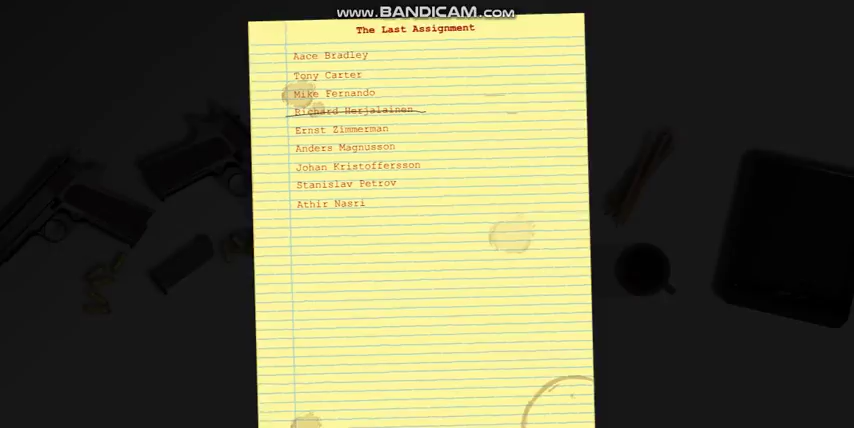 www.BANDICAM.com
The Last Assignment
Aace Bradley
Tony Carter
Mike Fernando
Richard Herjalainen
Ernst Zimmerman
Anders Magnusson
Johan Kristoffersson
Stanislav Petrov
Athir Nasri